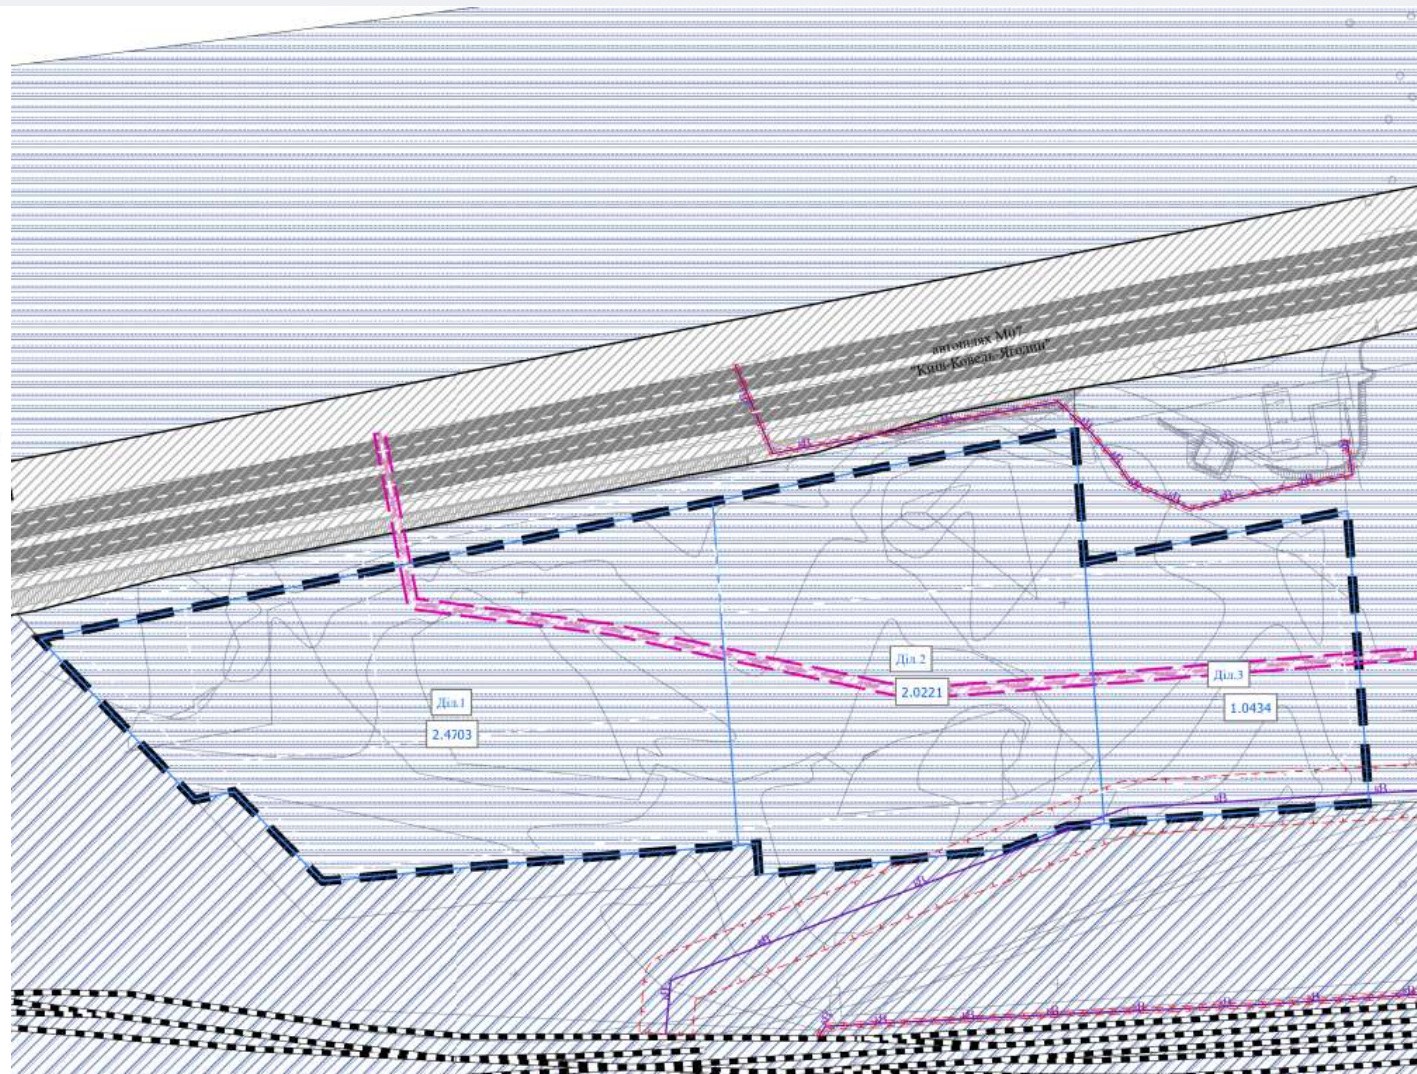 автошлях М07
"Київ-Ковель-Ягодин"
Діл.2
2.0221
Діл.3
1.0434
Діл.1
2.4703